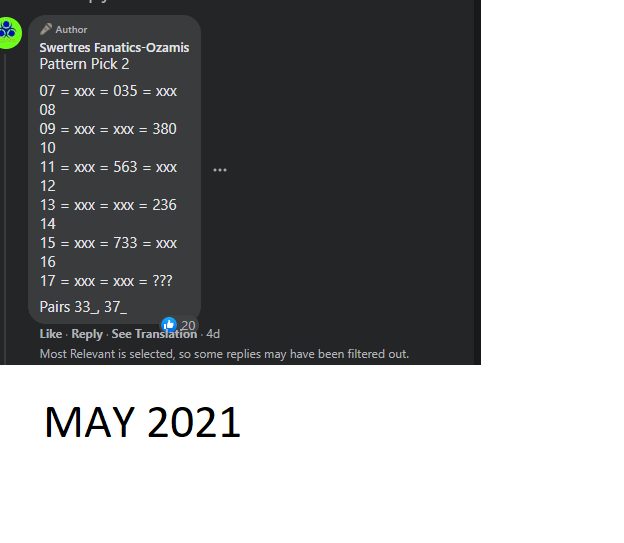 Author
Swertres Fanatics-Ozamis
Pattern Pick 2
07 = xxx = 035 = xxx
08
09 = xxx = xxx = 380
10
11 = xxx = 563 = xxx
12
13 = xxx = xxx = 236
14
15 = xxx = 733 = xxx
16
17 = xxx = xxx = ???
Pairs 33_, 37_
20
Like · Reply · See Translation · 4d
Most Relevant is selected, so some replies may have been filtered out.
MAY 2021